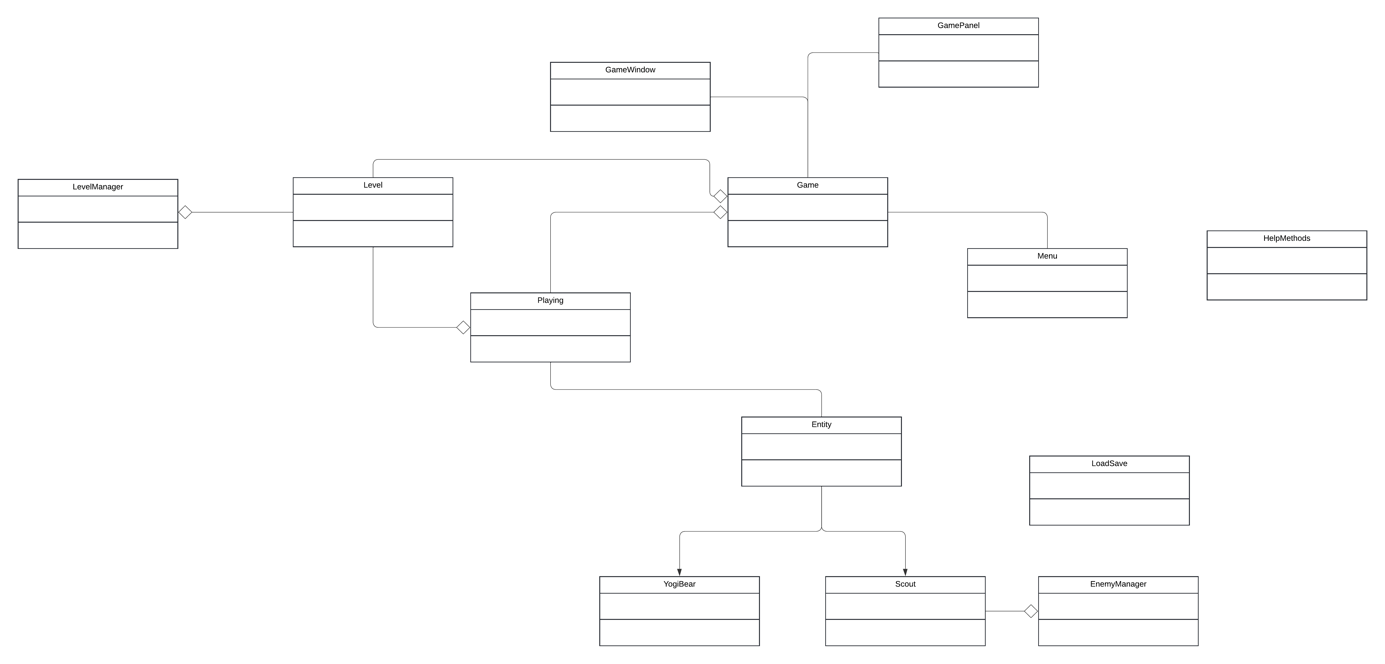 GamePanel
GameWindow
LevelManager
Level
Game
HelpMethods
Menu
Playing
Entity
LoadSave
YogiBear
Scout
EnemyManager